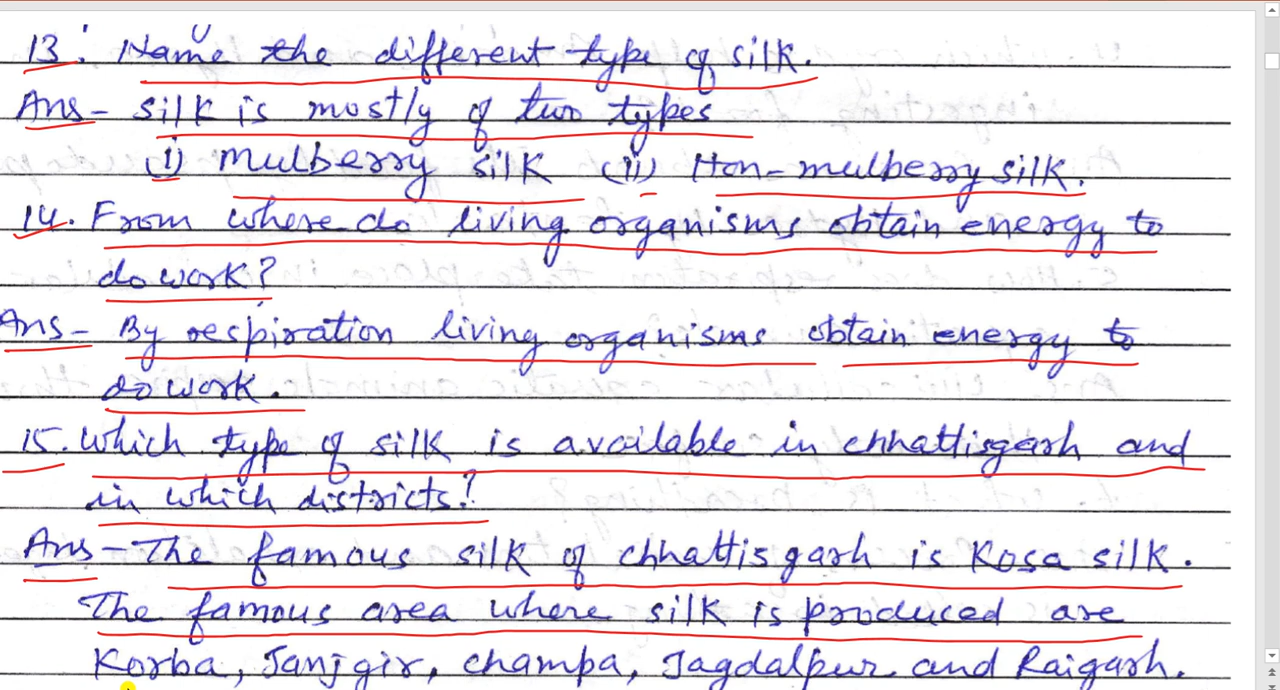 13. Name the different type of silk.
Ans- silk is mostly of two types
(i) Mulberry silk (ii) Non-mulberry silk.
14. From where do living organisms obtain energy to
do work?
Ans- By respiration living organisms obtain energy to
do work.
15. Which type of silk is available in chhattisgarh and
in which districts?
Ans- The famous silk of chhattisgarh is Kosa silk.
The famous area where silk is produced are
Korba, Janjgir, champa, Jagdalpur and Raigarh.